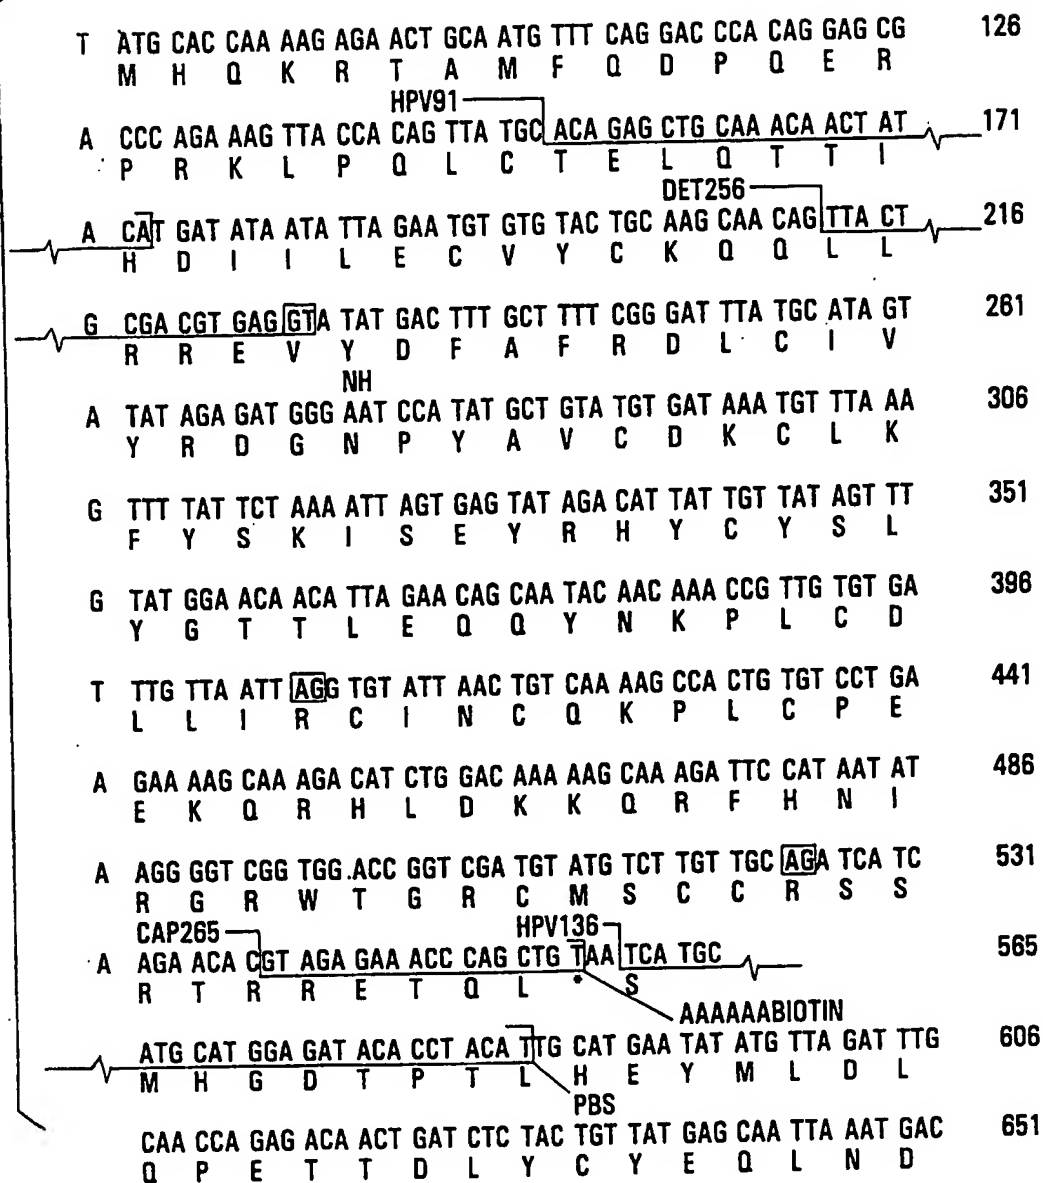 T ATG CAC CAA AAG AGA ACT GCA ATG TTT CAG GAC CCA CAG GAG CG 126
M H Q K R T A M F Q D P Q E R
HPV91
A CCC AGA AAG TTA CCA CAG TTA TGC ACA GAG CTG CAA ACA ACT AT 171
P R K L P Q L C T E L Q T T I
DET256
A CAT GAT ATA ATA TTA GAA TGT GTG TAC TGC AAG CAA CAG TTA CT 216
H D I I L E C V Y C K Q Q L L
G CGA CGT GAG GTA TAT GAC TTT GCT TTT CGG GAT TTA TGC ATA GT 261
R R E V Y D F A F R D L C I V
NH
A TAT AGA GAT GGG AAT CCA TAT GCT GTA TGT GAT AAA TGT TTA AA 306
Y R D G N P Y A V C D K C L K
G TTT TAT TCT AAA ATT AGT GAG TAT AGA CAT TAT TGT TAT AGT TT 351
F Y S K I S E Y R H Y C Y S L
G TAT GGA ACA ACA TTA GAA CAG CAA TAC AAC AAA CCG TTG TGT GA 396
Y G T T L E Q Q Y N K P L C D
T TTG TTA ATT AGG TGT ATT AAC TGT CAA AAG CCA CTG TGT CCT GA 441
L L I R C I N C Q K P L C P E
A GAA AAG CAA AGA CAT CTG GAC AAA AAG CAA AGA TTC CAT AAT AT 486
E K Q R H L D K K Q R F H N I
A AGG GGT CGG TGG ACC GGT CGA TGT ATG TCT TGT TGC AGA TCA TC 531
R G R W T G R C M S C C R S S
CAP265 HPV136
A AGA ACA CGT AGA GAA ACC CAG CTG TAA TCA TGC 565
R T R R E T Q L * S
AAAAAABIOTIN
ATG CAT GGA GAT ACA CCT ACA TTG CAT GAA TAT ATG TTA GAT TTG 606
M H G D T P T L H E Y M L D L
PBS
CAA CCA GAG ACA ACT GAT CTC TAC TGT TAT GAG CAA TTA AAT GAC 651
Q P E T T D L Y C Y E Q L N D